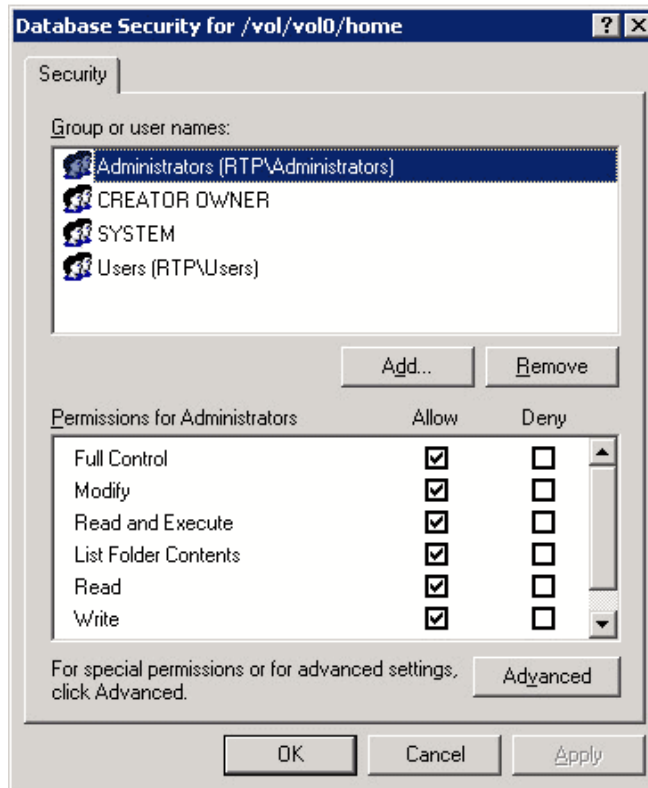 Database Security for /vol/vol0/home
Security
Group or user names:
Administrators (RTP\Administrators)
CREATOR OWNER
SYSTEM
Users (RTP\Users)
Add... Remove
Permissions for Administrators Allow Deny
Full Control
Modify
Read and Execute
List Folder Contents
Read
Write
For special permissions or for advanced settings,
click Advanced.
Advanced
OK Cancel Apply